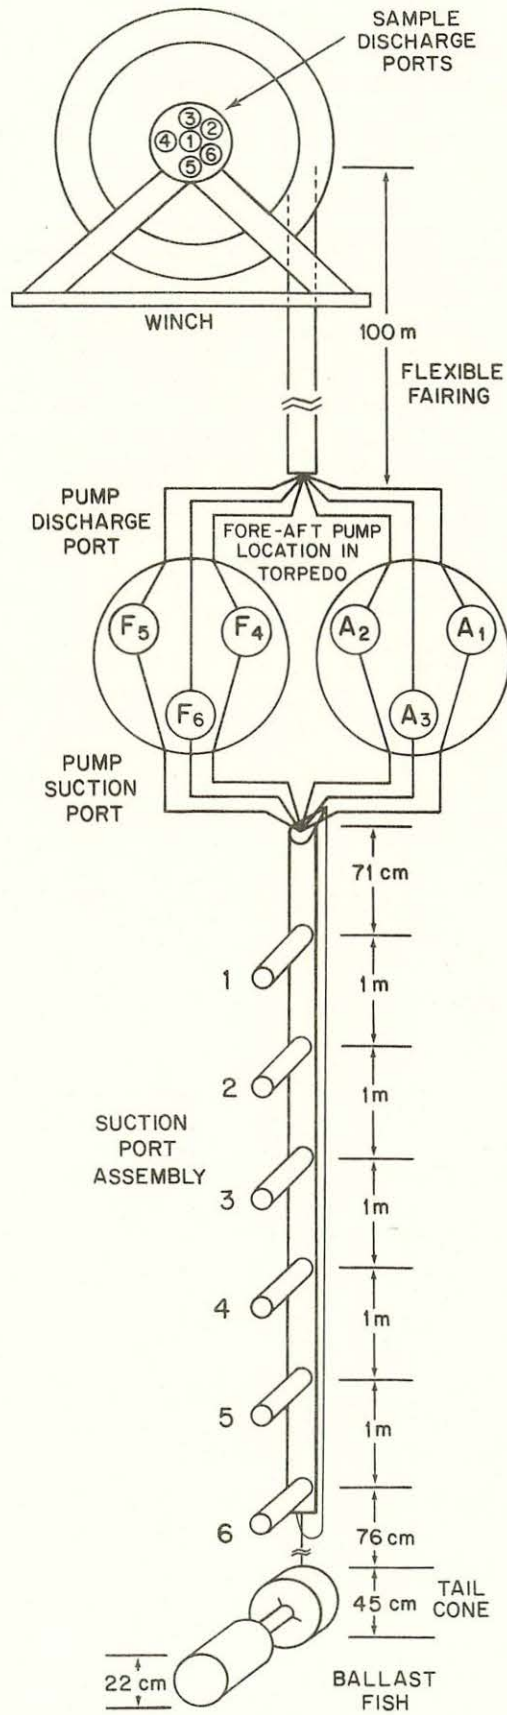 SAMPLE
DISCHARGE
PORTS
3
2
4 1
6
5
WINCH
100 m
FLEXIBLE
FAIRING
PUMP
DISCHARGE
PORT
FORE-AFT PUMP
LOCATION IN
TORPEDO
F5 F4 A2 A1
F6 A3
PUMP
SUCTION
PORT
71 cm
1
1 m
2
1 m
SUCTION
PORT
ASSEMBLY
3
1 m
4
1 m
5
1 m
6
76 cm
45 cm
TAIL
CONE
22 cm
BALLAST
FISH